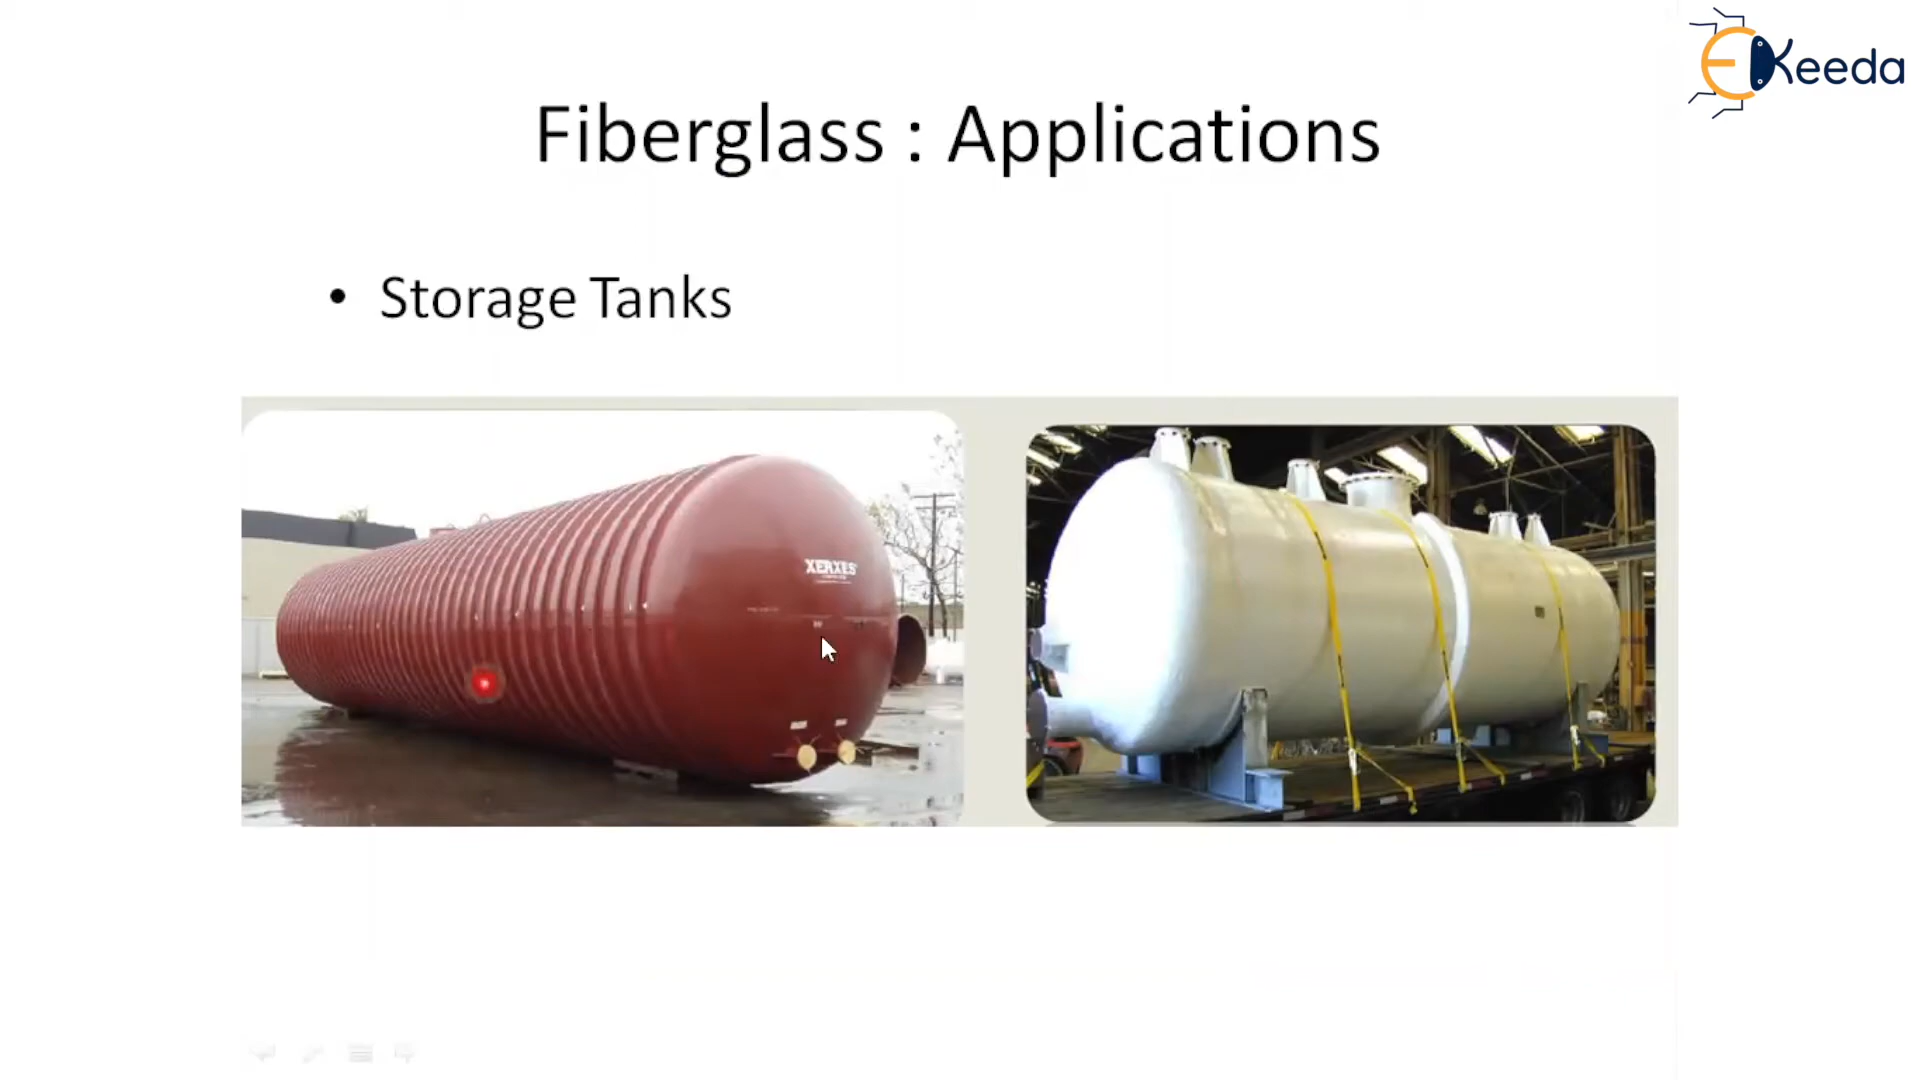 EKeeda
Fiberglass : Applications
• Storage Tanks
XERXES